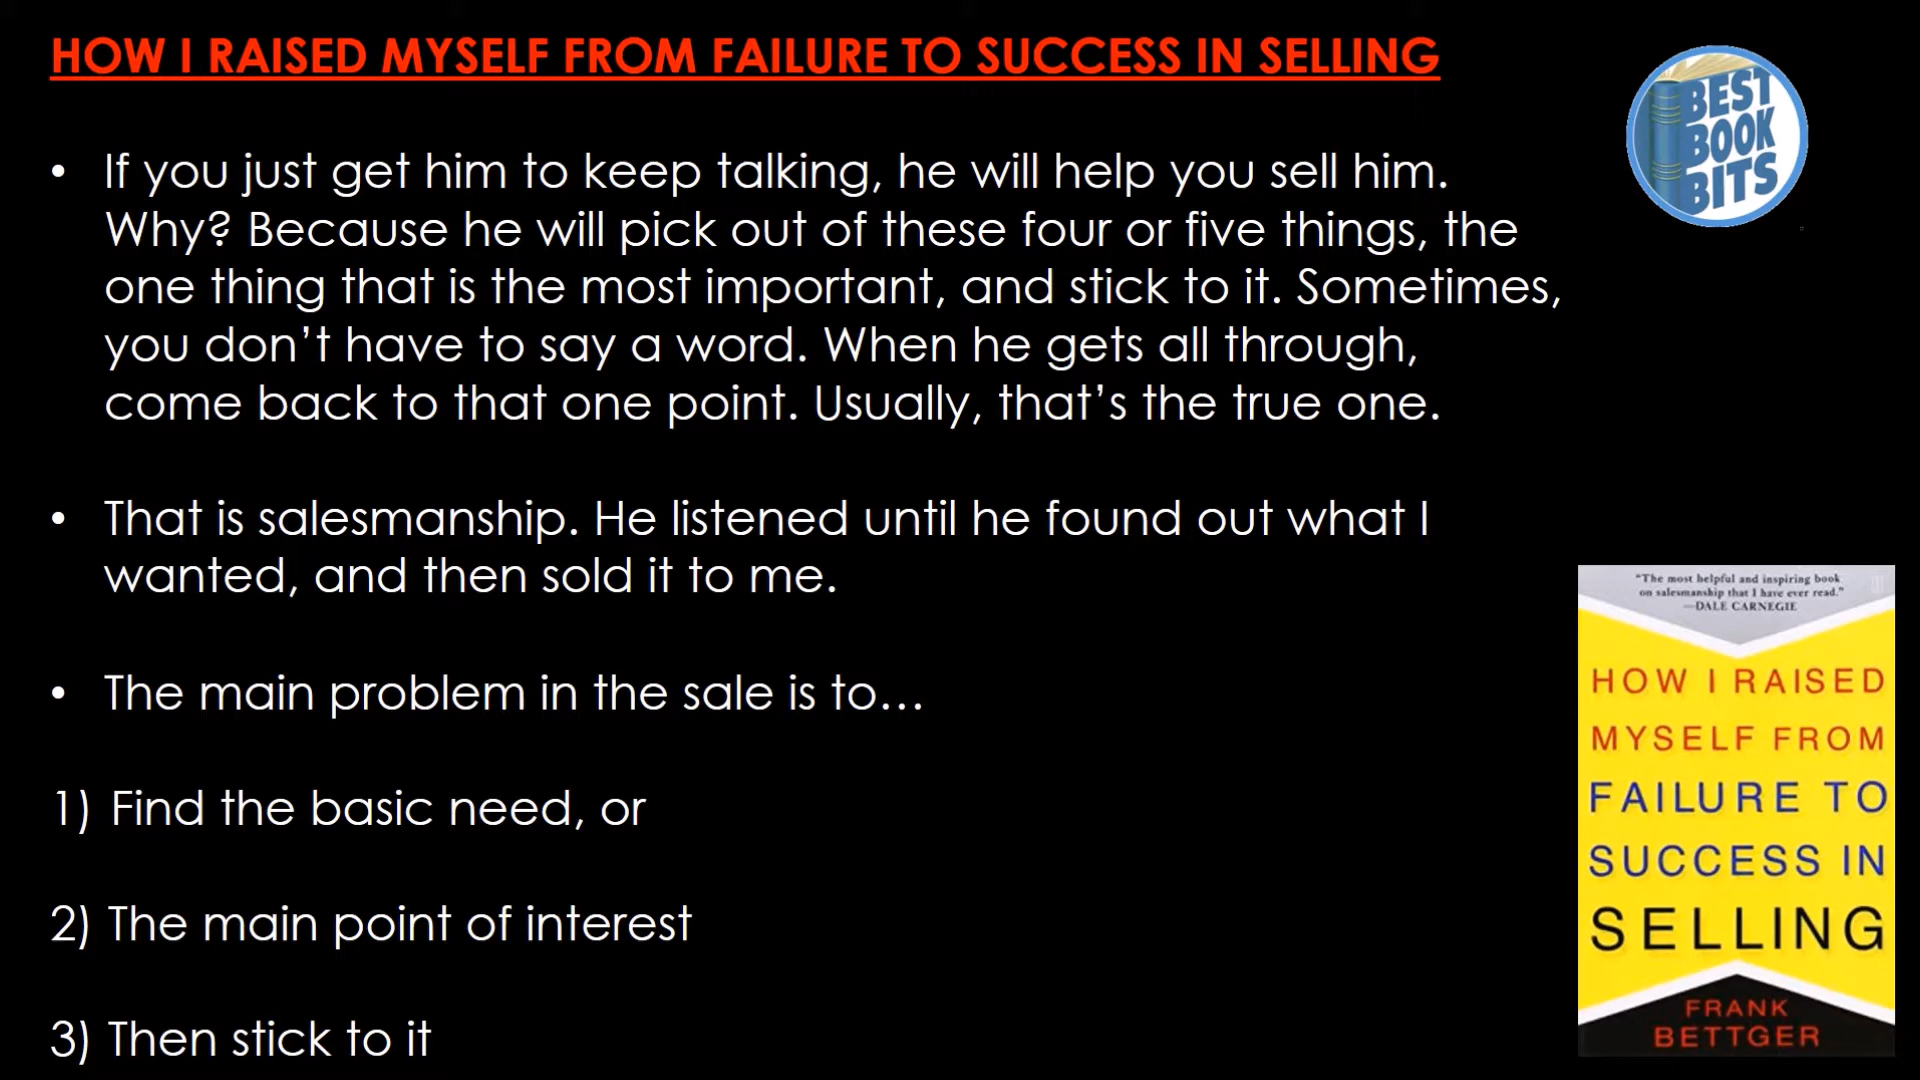 HOW I RAISED MYSELF FROM FAILURE TO SUCCESS IN SELLING
BEST
BOOK
BITS
• If you just get him to keep talking, he will help you sell him.
Why? Because he will pick out of these four or five things, the
one thing that is the most important, and stick to it. Sometimes,
you don’t have to say a word. When he gets all through,
come back to that one point. Usually, that’s the true one.
• That is salesmanship. He listened until he found out what I
wanted, and then sold it to me.
• The main problem in the sale is to…
1) Find the basic need, or
2) The main point of interest
3) Then stick to it
“The most helpful and inspiring book
on salesmanship that I have ever read.”
—DALE CARNEGIE
HOW I RAISED
MYSELF FROM
FAILURE TO
SUCCESS IN
SELLING
FRANK
BETTGER